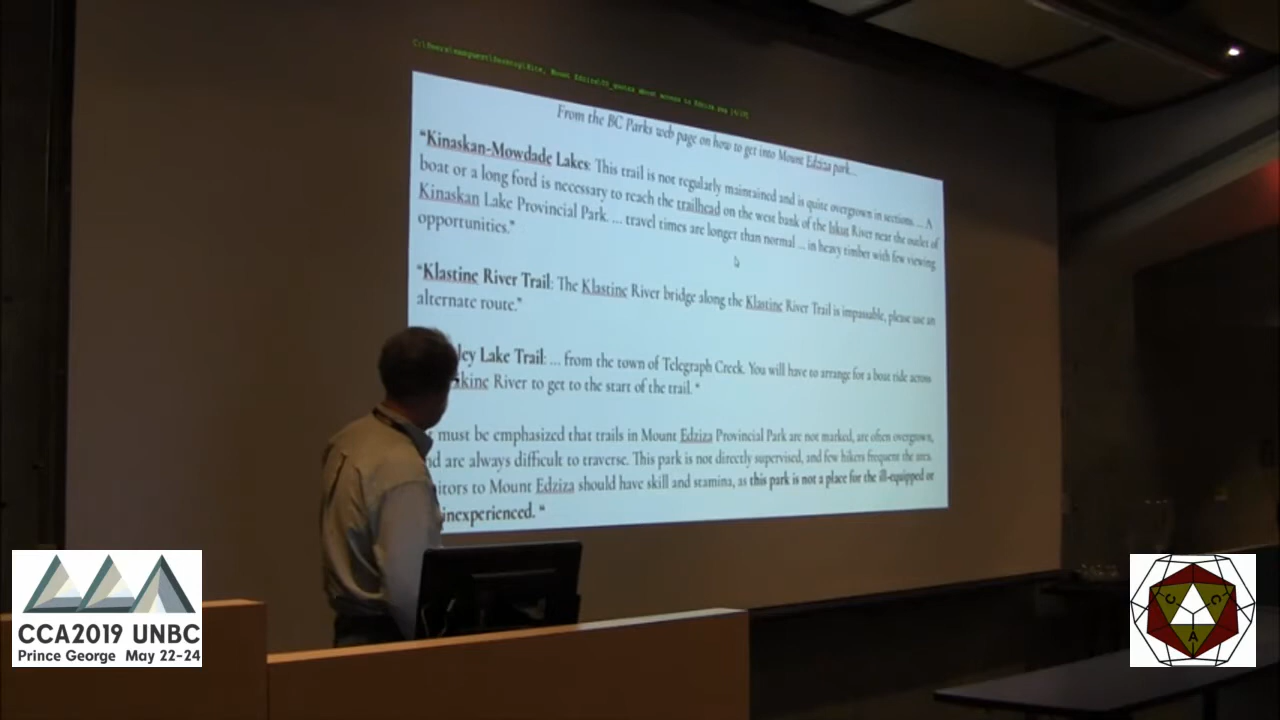 From the BC Parks web page on how to get into Mount Edziza park...
"Kinaskan-Mowdade Lakes: This trail is not regularly maintained and is quite overgrown in sections. ... A
boat or a long ford is necessary to reach the trailhead on the west bank of the Iskut River near the outlet of
Kinaskan Lake Provincial Park. ... travel times are longer than normal ... in heavy timber with few viewing
opportunities."
"Klastine River Trail: The Klastine River bridge along the Klastine River Trail is impassable, please use an
alternate route."
ley Lake Trail: ... from the town of Telegraph Creek. You will have to arrange for a boat ride across
kine River to get to the start of the trail. "
must be emphasized that trails in Mount Edziza Provincial Park are not marked, are often overgrown,
nd are always difficult to traverse. This park is not directly supervised, and few hikers frequent the area.
itors to Mount Edziza should have skill and stamina, as this park is not a place for the ill-equipped or
inexperienced. "
CCA2019 UNBC
Prince George May 22-24
C C
A